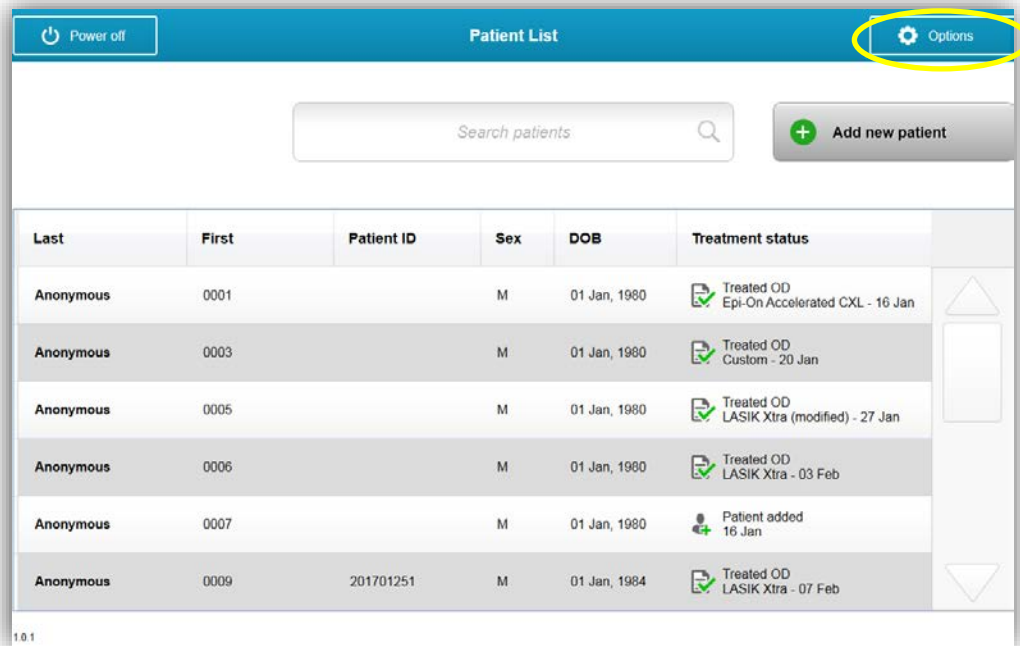 Power off
Patient List
Options
Search patients
Add new patient
Last First Patient ID Sex DOB Treatment status
Anonymous 0001 M 01 Jan, 1980 Treated OD
Epi-On Accelerated CXL - 16 Jan
Anonymous 0003 M 01 Jan, 1980 Treated OD
Custom - 20 Jan
Anonymous 0005 M 01 Jan, 1980 Treated OD
LASIK Xtra (modified) - 27 Jan
Anonymous 0006 M 01 Jan, 1980 Treated OD
LASIK Xtra - 03 Feb
Anonymous 0007 M 01 Jan, 1980 Patient added
16 Jan
Anonymous 0009 201701251 M 01 Jan, 1984 Treated OD
LASIK Xtra - 07 Feb
1.0.1